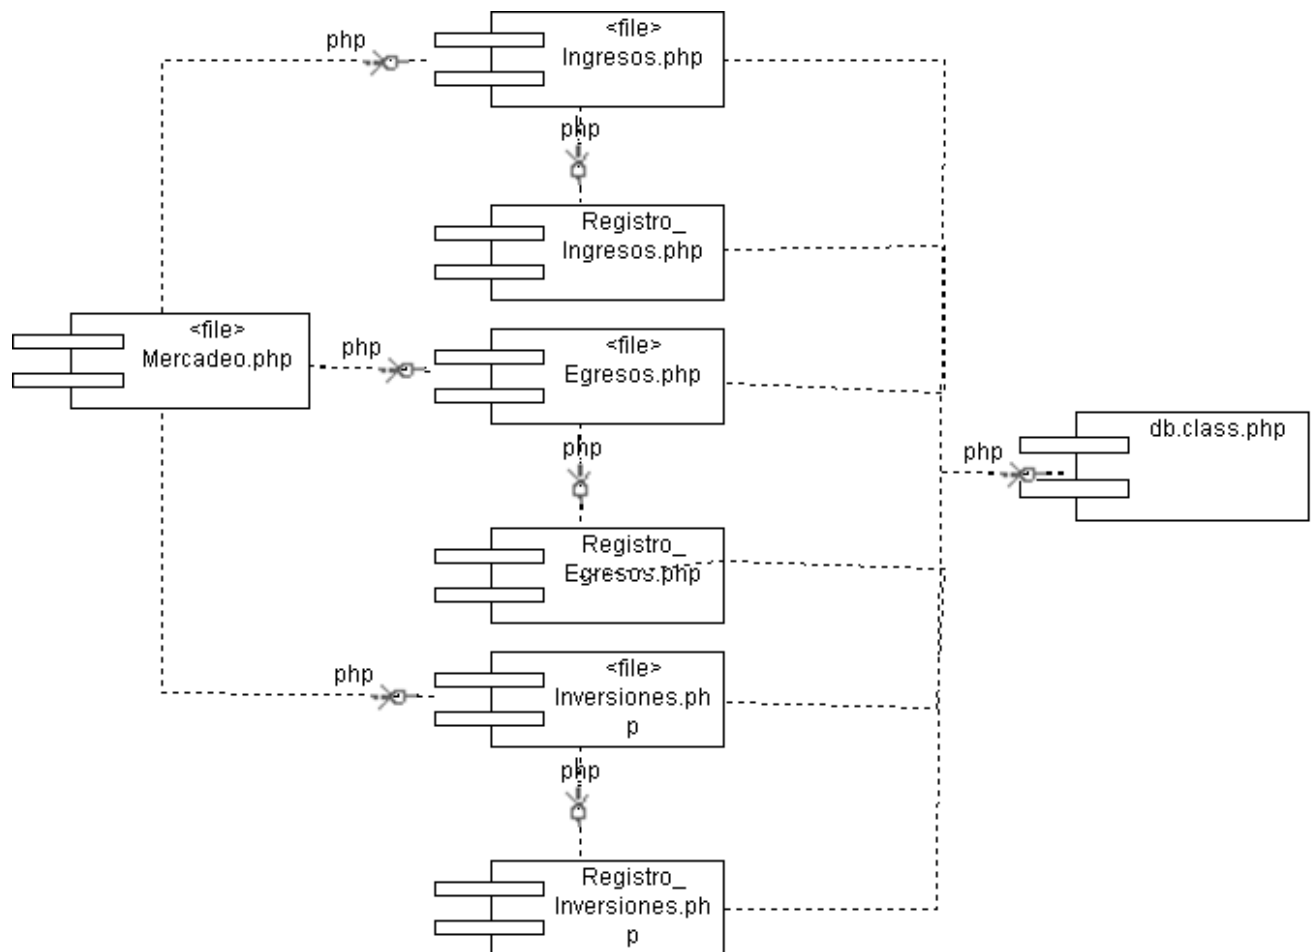 <file>
php
Ingresos.php
php
Registro_
Ingresos.php
<file>
Mercadeo.php
php
<file>
Egresos.php
php
db.class.php
php
Registro_
Egresos.php
<file>
php
Inversiones.ph
p
php
Registro_
Inversiones.ph
p